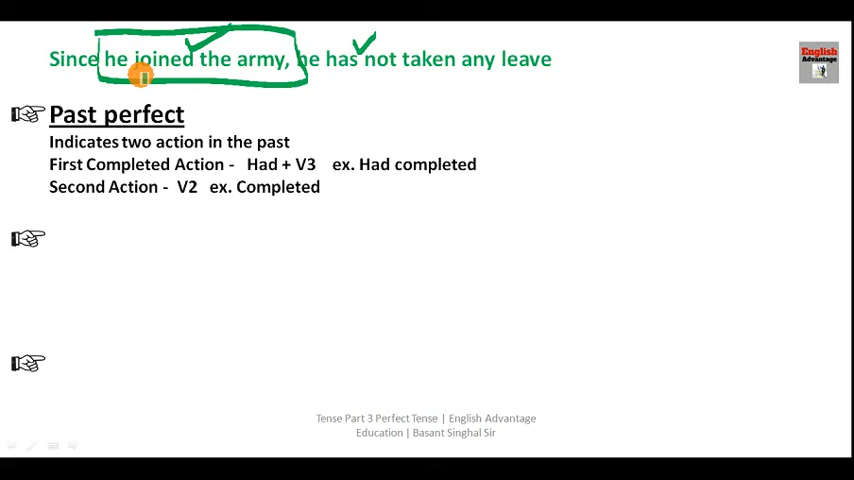 Since he joined the army, he has not taken any leave
English
Advantage
Past perfect
Indicates two action in the past
First Completed Action - Had + V3 ex. Had completed
Second Action - V2 ex. Completed
Tense Part 3 Perfect Tense | English Advantage
Education | Basant Singhal Sir